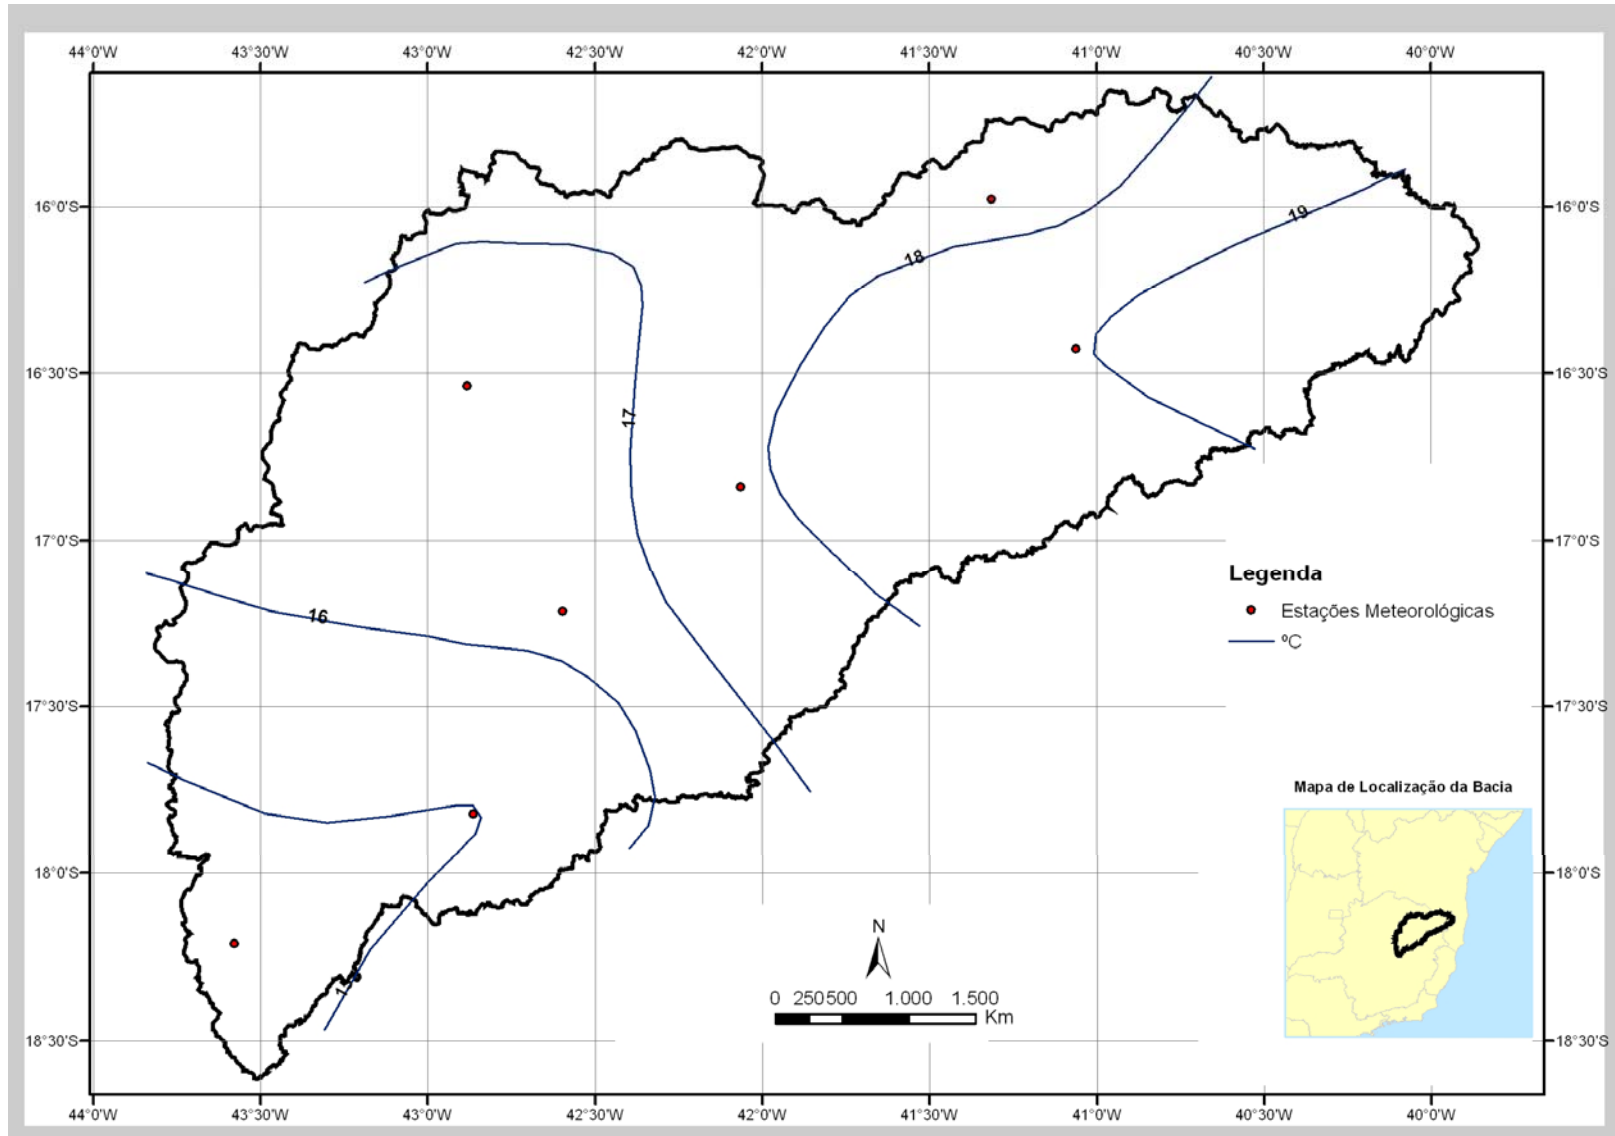 44°0'W 43°30'W 43°0'W 42°30'W 42°0'W 41°30'W 41°0'W 40°30'W 40°0'W
16°0'S 16°0'S
19
18
16°30'S 16°30'S
17
17°0'S 17°0'S
Legenda
Estações Meteorológicas
16
ºC
17°30'S 17°30'S
Mapa de Localização da Bacia
18°0'S 18°0'S
N
0 250 500 1.000 1.500
Km
18°30'S 18°30'S
44°0'W 43°30'W 43°0'W 42°30'W 42°0'W 41°30'W 41°0'W 40°30'W 40°0'W